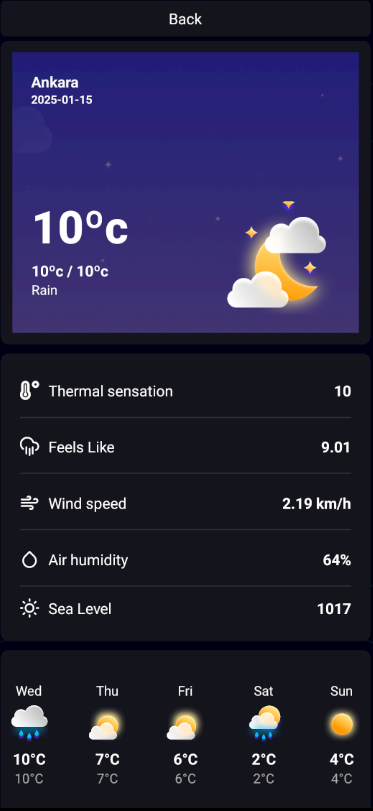 Back
Ankara
2025-01-15
10ºc
10ºc / 10ºc
Rain
Thermal sensation 10
Feels Like 9.01
Wind speed 2.19 km/h
Air humidity 64%
Sea Level 1017
Wed Thu Fri Sat Sun
10°C 7°C 6°C 2°C 4°C
10°C 7°C 6°C 2°C 4°C